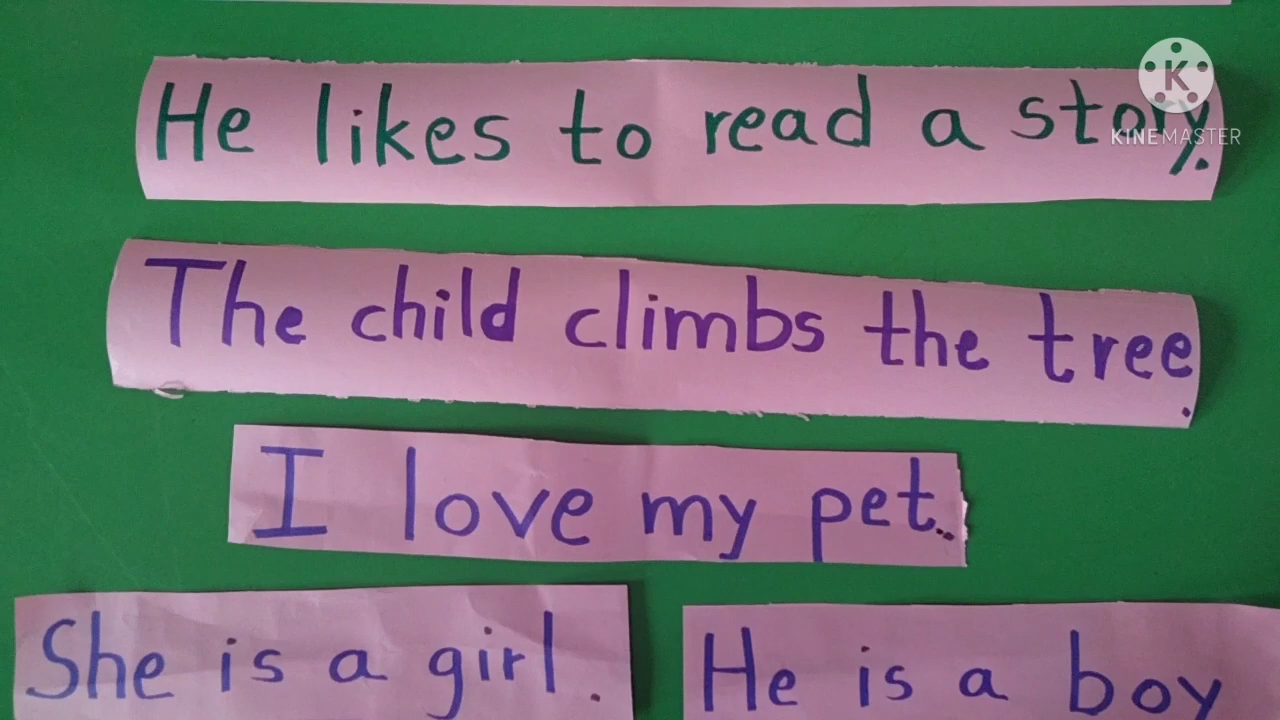 He likes to read a story.
KINEMASTER
The child climbs the tree.
I love my pet..
She is a girl.
He is a boy